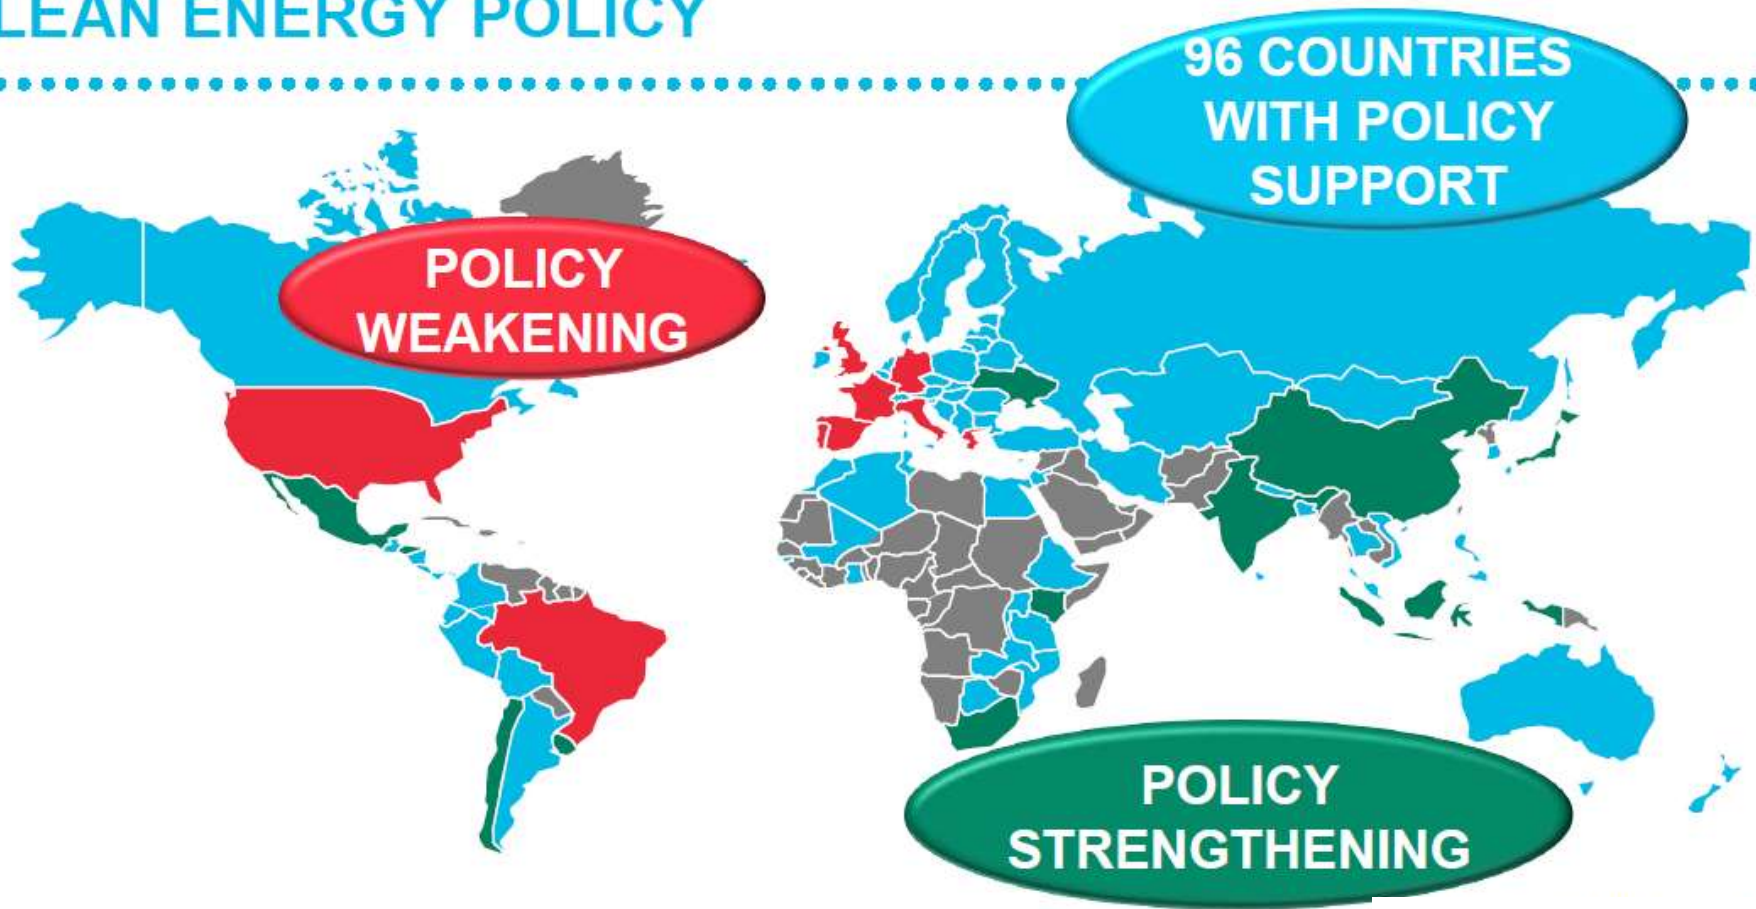 LEAN ENERGY POLICY
96 COUNTRIES
WITH POLICY
SUPPORT
POLICY
WEAKENING
POLICY
STRENGTHENING